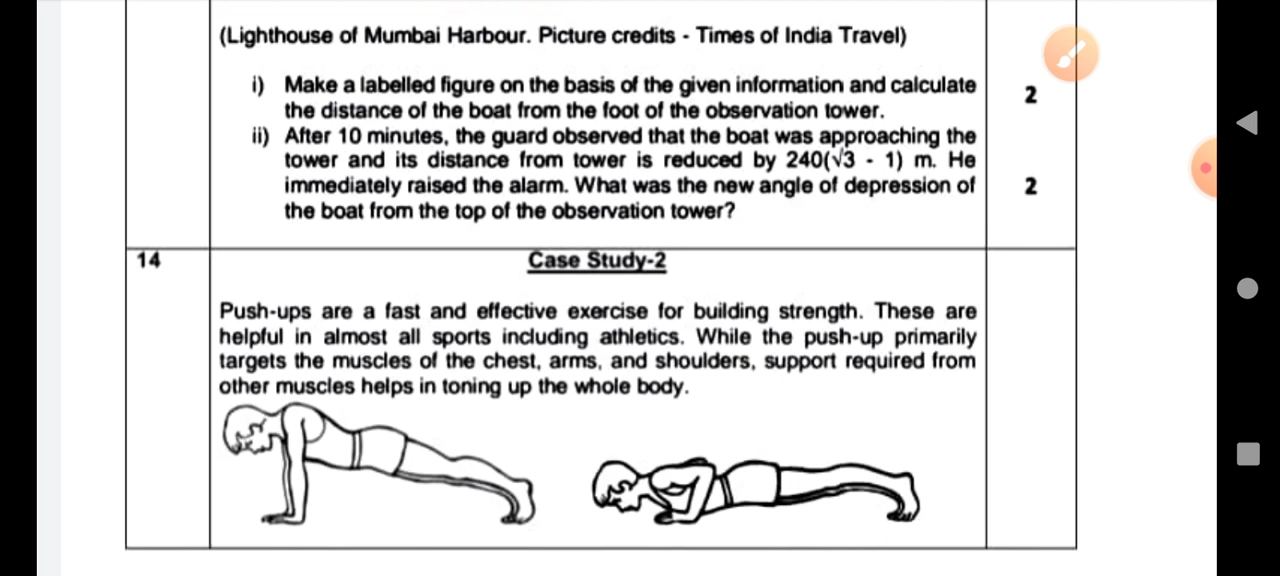 (Lighthouse of Mumbai Harbour. Picture credits - Times of India Travel)
i) Make a labelled figure on the basis of the given information and calculate
the distance of the boat from the foot of the observation tower.
2
ii) After 10 minutes, the guard observed that the boat was approaching the
tower and its distance from tower is reduced by 240(√3 - 1) m. He
immediately raised the alarm. What was the new angle of depression of
the boat from the top of the observation tower?
2
14
Case Study-2
Push-ups are a fast and effective exercise for building strength. These are
helpful in almost all sports including athletics. While the push-up primarily
targets the muscles of the chest, arms, and shoulders, support required from
other muscles helps in toning up the whole body.